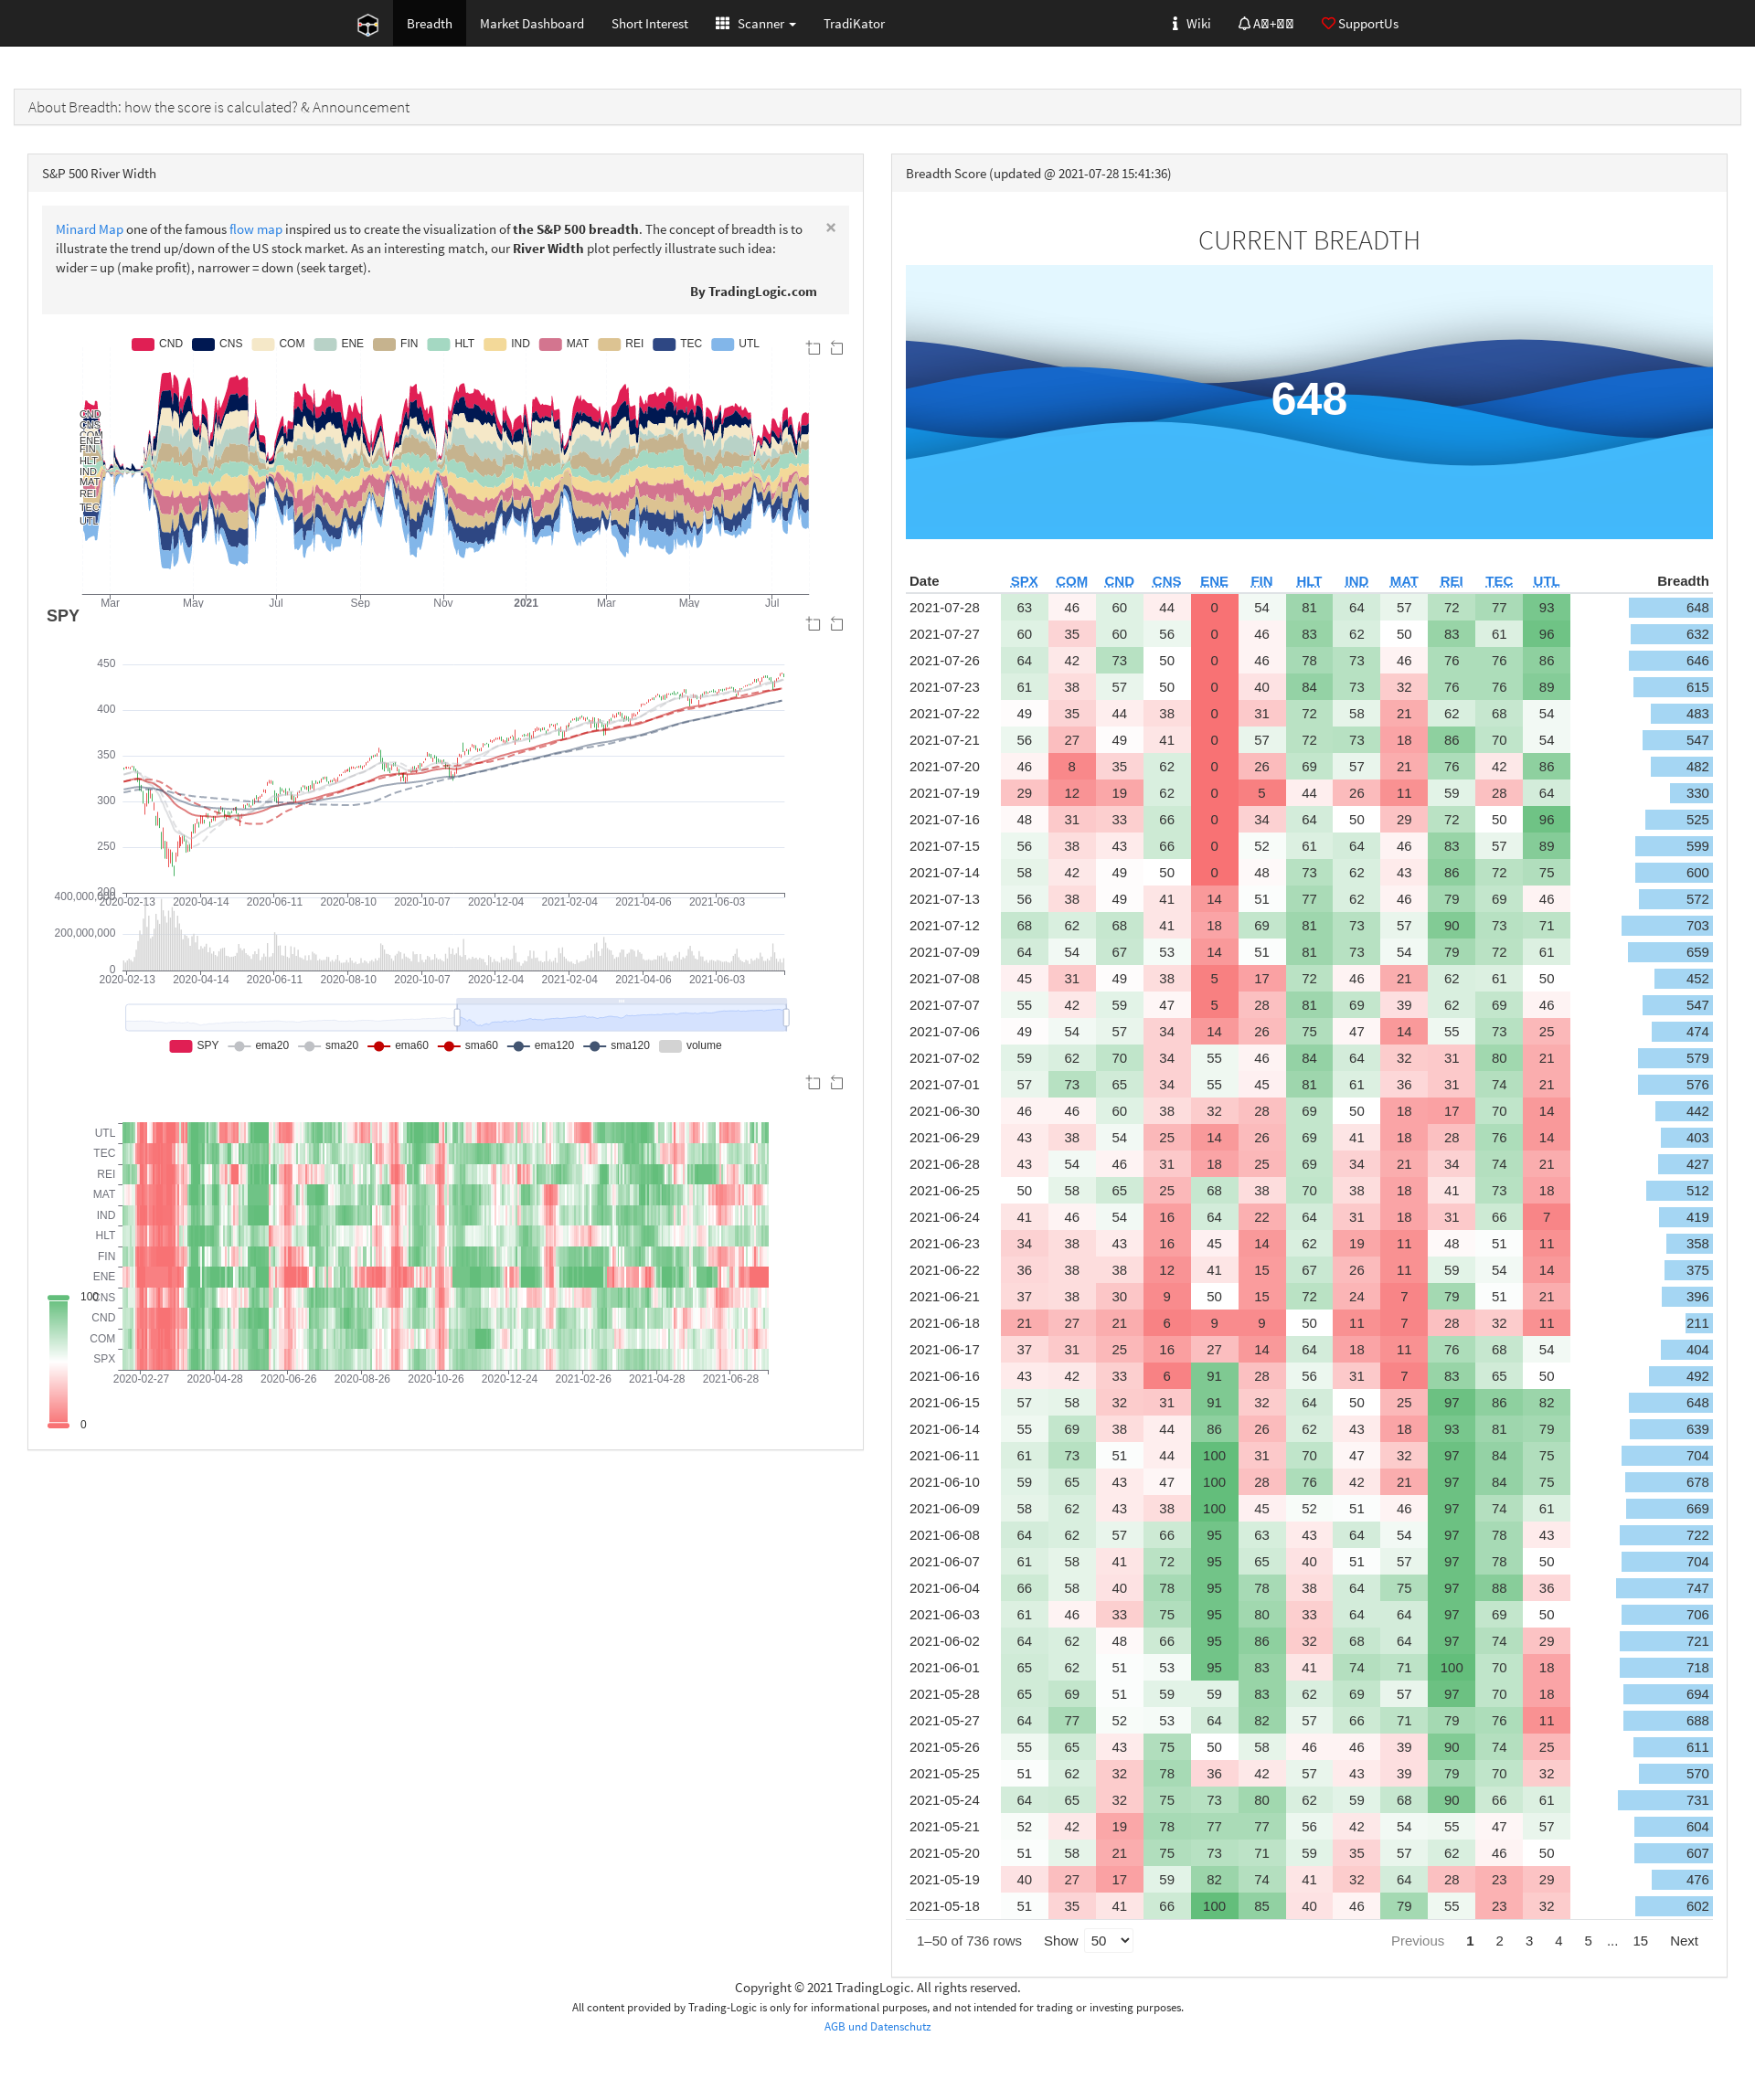 Breadth Market Dashboard Short Interest Scanner TradiKator Wiki SupportUs
About Breadth: how the score is calculated? & Announcement
S&P 500 River Width
Minard Map one of the famous flow map inspired us to create the visualization of the S&P 500 breadth. The concept of breadth is to
illustrate the trend up/down of the US stock market. As an interesting match, our River Width plot perfectly illustrate such idea:
wider = up (make profit), narrower = down (seek target).
×
By TradingLogic.com
CND CNS COM ENE FIN HLT IND MAT REI TEC UTL
CND
CNS
COM
ENE
FIN
HLT
IND
MAT
REI
TEC
UTL
Mar May Jul Sep Nov 2021 Mar May Jul
SPY
450
400
350
300
250
200
2020-02-13 2020-04-14 2020-06-11 2020-08-10 2020-10-07 2020-12-04 2021-02-04 2021-04-06 2021-06-03
400,000,000
200,000,000
0
2020-02-13 2020-04-14 2020-06-11 2020-08-10 2020-10-07 2020-12-04 2021-02-04 2021-04-06 2021-06-03
SPY ema20 sma20 ema60 sma60 ema120 sma120 volume
UTL
TEC
REI
MAT
IND
HLT
FIN
ENE
CNS
CND
COM
SPX
2020-02-27 2020-04-28 2020-06-26 2020-08-26 2020-10-26 2020-12-24 2021-02-26 2021-04-28 2021-06-28
100
0
Breadth Score (updated @ 2021-07-28 15:41:36)
CURRENT BREADTH
648
Date SPX COM CND CNS ENE FIN HLT IND MAT REI TEC UTL Breadth
2021-07-28 63 46 60 44 0 54 81 64 57 72 77 93 648
2021-07-27 60 35 60 56 0 46 83 62 50 83 61 96 632
2021-07-26 64 42 73 50 0 46 78 73 46 76 76 86 646
2021-07-23 61 38 57 50 0 40 84 73 32 76 76 89 615
2021-07-22 49 35 44 38 0 31 72 58 21 62 68 54 483
2021-07-21 56 27 49 41 0 57 72 73 18 86 70 54 547
2021-07-20 46 8 35 62 0 26 69 57 21 76 42 86 482
2021-07-19 29 12 19 62 0 5 44 26 11 59 28 64 330
2021-07-16 48 31 33 66 0 34 64 50 29 72 50 96 525
2021-07-15 56 38 43 66 0 52 61 64 46 83 57 89 599
2021-07-14 58 42 49 50 0 48 73 62 43 86 72 75 600
2021-07-13 56 38 49 41 14 51 77 62 46 79 69 46 572
2021-07-12 68 62 68 41 18 69 81 73 57 90 73 71 703
2021-07-09 64 54 67 53 14 51 81 73 54 79 72 61 659
2021-07-08 45 31 49 38 5 17 72 46 21 62 61 50 452
2021-07-07 55 42 59 47 5 28 81 69 39 62 69 46 547
2021-07-06 49 54 57 34 14 26 75 47 14 55 73 25 474
2021-07-02 59 62 70 34 55 46 84 64 32 31 80 21 579
2021-07-01 57 73 65 34 55 45 81 61 36 31 74 21 576
2021-06-30 46 46 60 38 32 28 69 50 18 17 70 14 442
2021-06-29 43 38 54 25 14 26 69 41 18 28 76 14 403
2021-06-28 43 54 46 31 18 25 69 34 21 34 74 21 427
2021-06-25 50 58 65 25 68 38 70 38 18 41 73 18 512
2021-06-24 41 46 54 16 64 22 64 31 18 31 66 7 419
2021-06-23 34 38 43 16 45 14 62 19 11 48 51 11 358
2021-06-22 36 38 38 12 41 15 67 26 11 59 54 14 375
2021-06-21 37 38 30 9 50 15 72 24 7 79 51 21 396
2021-06-18 21 27 21 6 9 9 50 11 7 28 32 11 211
2021-06-17 37 31 25 16 27 14 64 18 11 76 68 54 404
2021-06-16 43 42 33 6 91 28 56 31 7 83 65 50 492
2021-06-15 57 58 32 31 91 32 64 50 25 97 86 82 648
2021-06-14 55 69 38 44 86 26 62 43 18 93 81 79 639
2021-06-11 61 73 51 44 100 31 70 47 32 97 84 75 704
2021-06-10 59 65 43 47 100 28 76 42 21 97 84 75 678
2021-06-09 58 62 43 38 100 45 52 51 46 97 74 61 669
2021-06-08 64 62 57 66 95 63 43 64 54 97 78 43 722
2021-06-07 61 58 41 72 95 65 40 51 57 97 78 50 704
2021-06-04 66 58 40 78 95 78 38 64 75 97 88 36 747
2021-06-03 61 46 33 75 95 80 33 64 64 97 69 50 706
2021-06-02 64 62 48 66 95 86 32 68 64 97 74 29 721
2021-06-01 65 62 51 53 95 83 41 74 71 100 70 18 718
2021-05-28 65 69 51 59 59 83 62 69 57 97 70 18 694
2021-05-27 64 77 52 53 64 82 57 66 71 79 76 11 688
2021-05-26 55 65 43 75 50 58 46 46 39 90 74 25 611
2021-05-25 51 62 32 78 36 42 57 43 39 79 70 32 570
2021-05-24 64 65 32 75 73 80 62 59 68 90 66 61 731
2021-05-21 52 42 19 78 77 77 56 42 54 55 47 57 604
2021-05-20 51 58 21 75 73 71 59 35 57 62 46 50 607
2021-05-19 40 27 17 59 82 74 41 32 64 28 23 29 476
2021-05-18 51 35 41 66 100 85 40 46 79 55 23 32 602
1–50 of 736 rows Show 50 Previous 1 2 3 4 5 ... 15 Next
Copyright © 2021 TradingLogic. All rights reserved.
All content provided by Trading-Logic is only for informational purposes, and not intended for trading or investing purposes.
AGB und Datenschutz